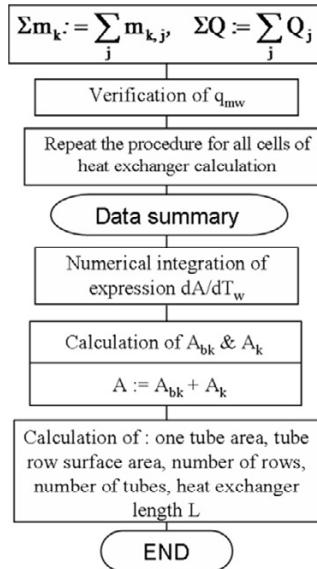 Σm_k := ∑_j m_k,j, ΣQ := ∑_j Q_j
Verification of q_mw
Repeat the procedure for all cells of
heat exchanger calculation
Data summary
Numerical integration of
expression dA/dT_w
Calculation of A_bk & A_k
A := A_bk + A_k
Calculation of : one tube area, tube
row surface area, number of rows,
number of tubes, heat exchanger
length L
END